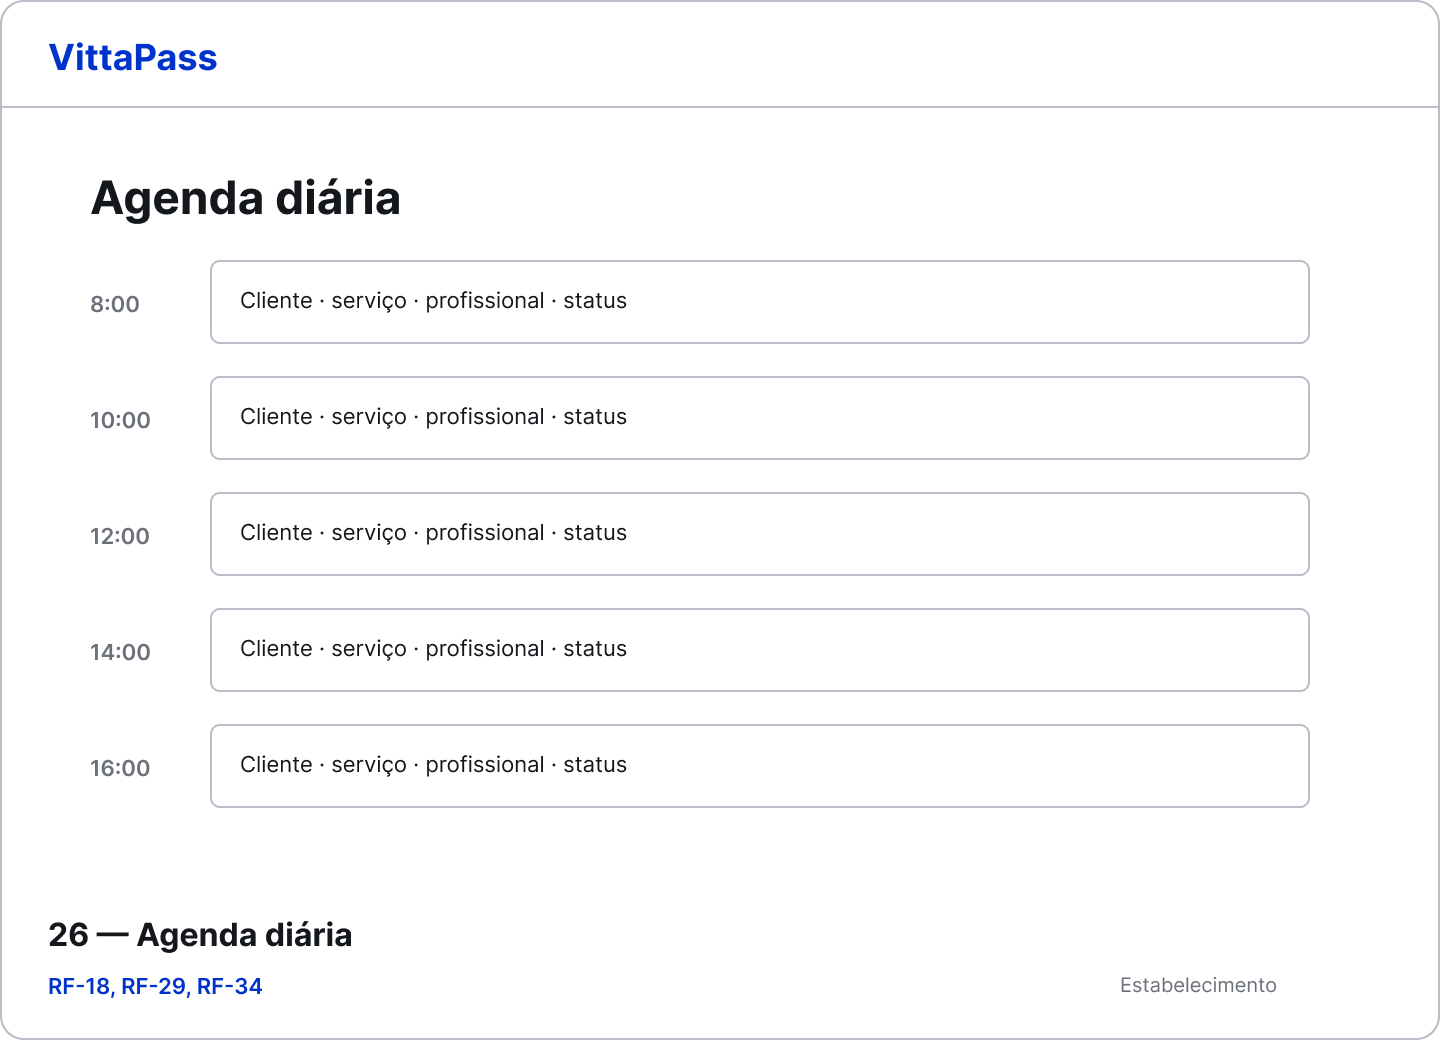 VittaPass
Agenda diária
8:00 Cliente · serviço · profissional · status
10:00 Cliente · serviço · profissional · status
12:00 Cliente · serviço · profissional · status
14:00 Cliente · serviço · profissional · status
16:00 Cliente · serviço · profissional · status
26 — Agenda diária
RF-18, RF-29, RF-34 Estabelecimento